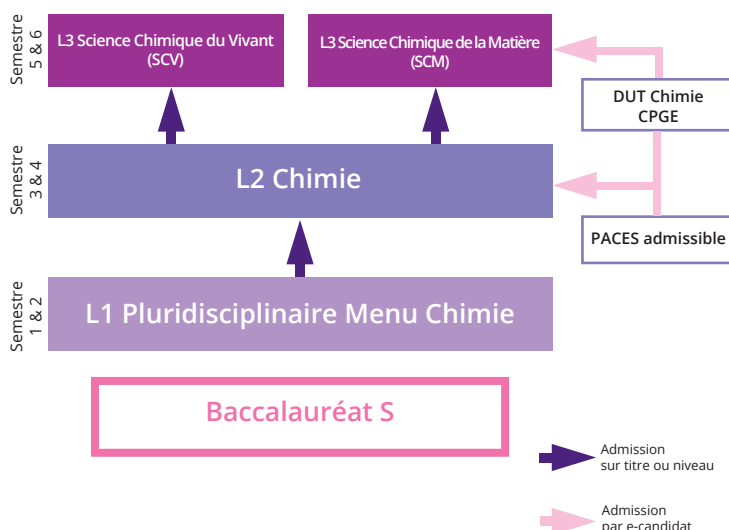 Semestre
5 & 6
L3 Science Chimique du Vivant
(SCV)
L3 Science Chimique de la Matière
(SCM)
DUT Chimie
CPGE
Semestre
3 & 4
L2 Chimie
PACES admissible
Semestre
1 & 2
L1 Pluridisciplinaire Menu Chimie
Baccalauréat S
Admission
sur titre ou niveau
Admission
par e-candidat